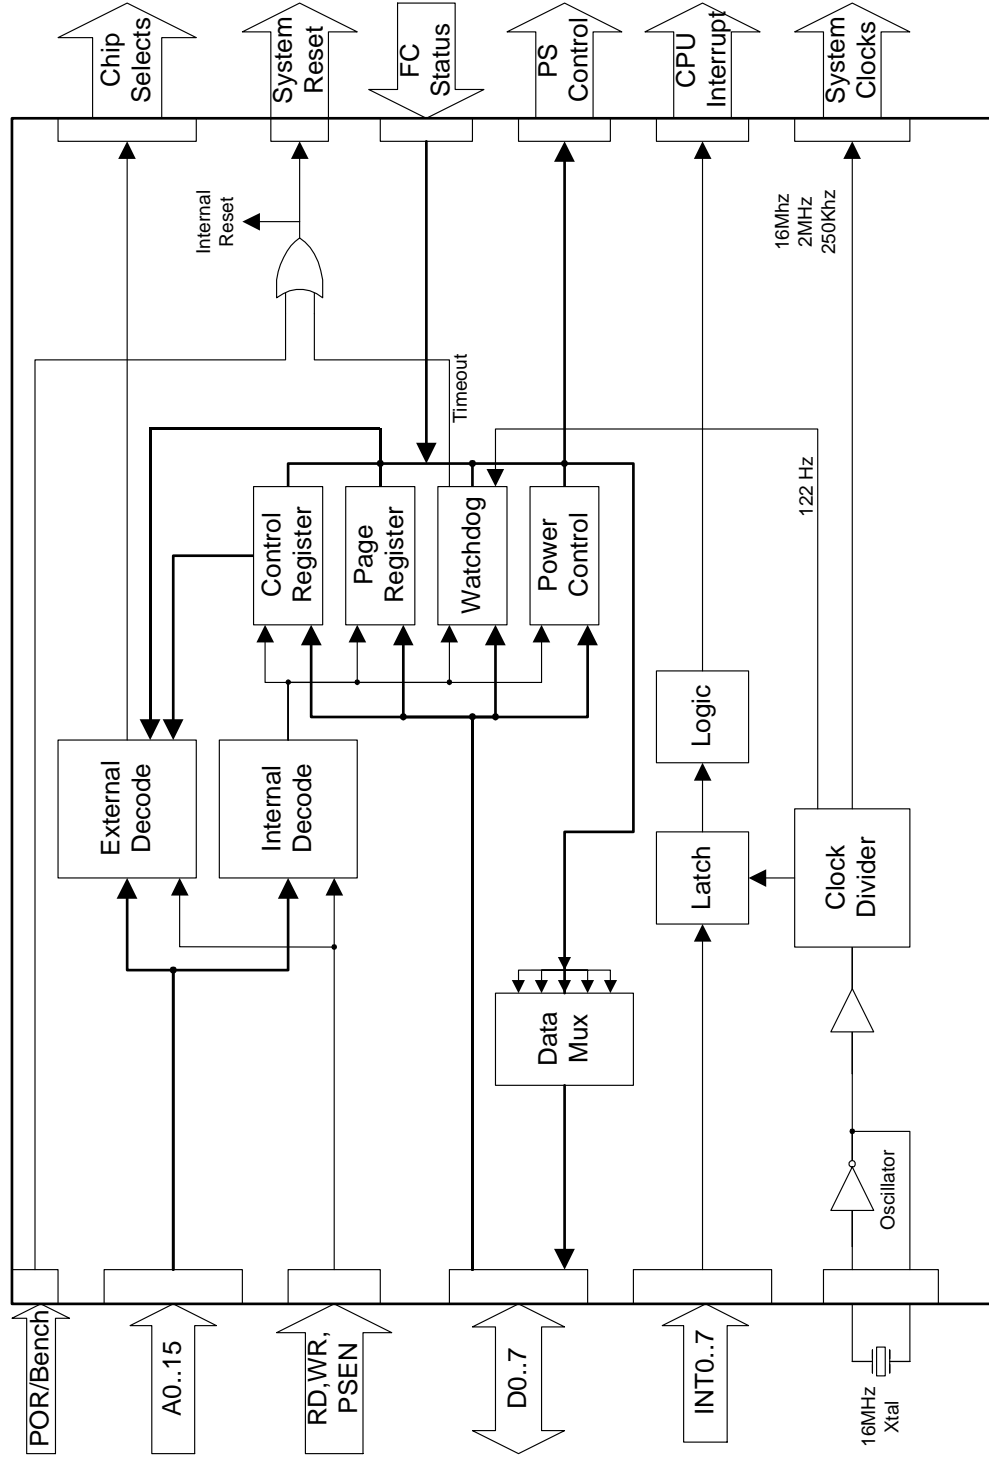 Chip
Selects
System
Reset
FC
Status
PS
Control
CPU
Interrupt
System
Clocks
Internal
Reset
16Mhz
2MHz
250Khz
Timeout
122 Hz
Control
Register
Page
Register
Watchdog
Power
Control
External
Decode
Internal
Decode
Logic
Latch
Clock
Divider
Data
Mux
Oscillator
POR/Bench
A0..15
RD,WR,
PSEN
D0..7
INT0..7
16MHz
Xtal